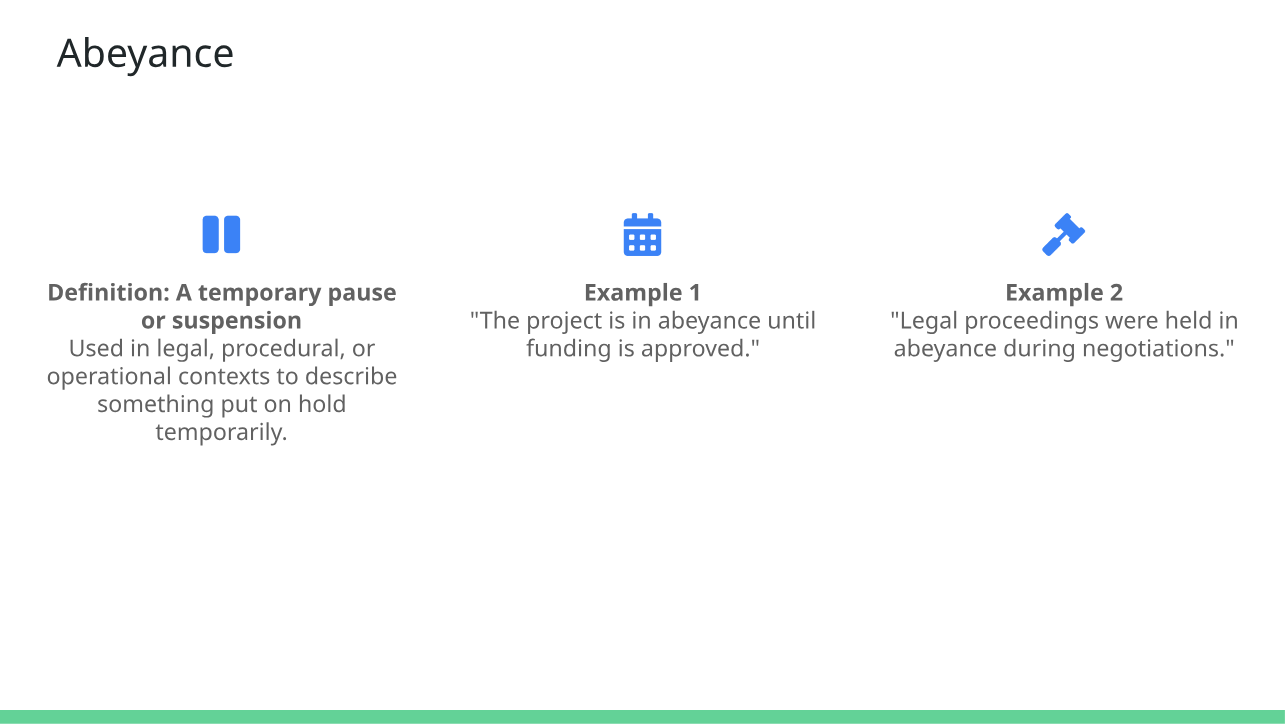 Abeyance
Definition: A temporary pause
or suspension
Used in legal, procedural, or
operational contexts to describe
something put on hold
temporarily.
Example 1
"The project is in abeyance until
funding is approved."
Example 2
"Legal proceedings were held in
abeyance during negotiations."